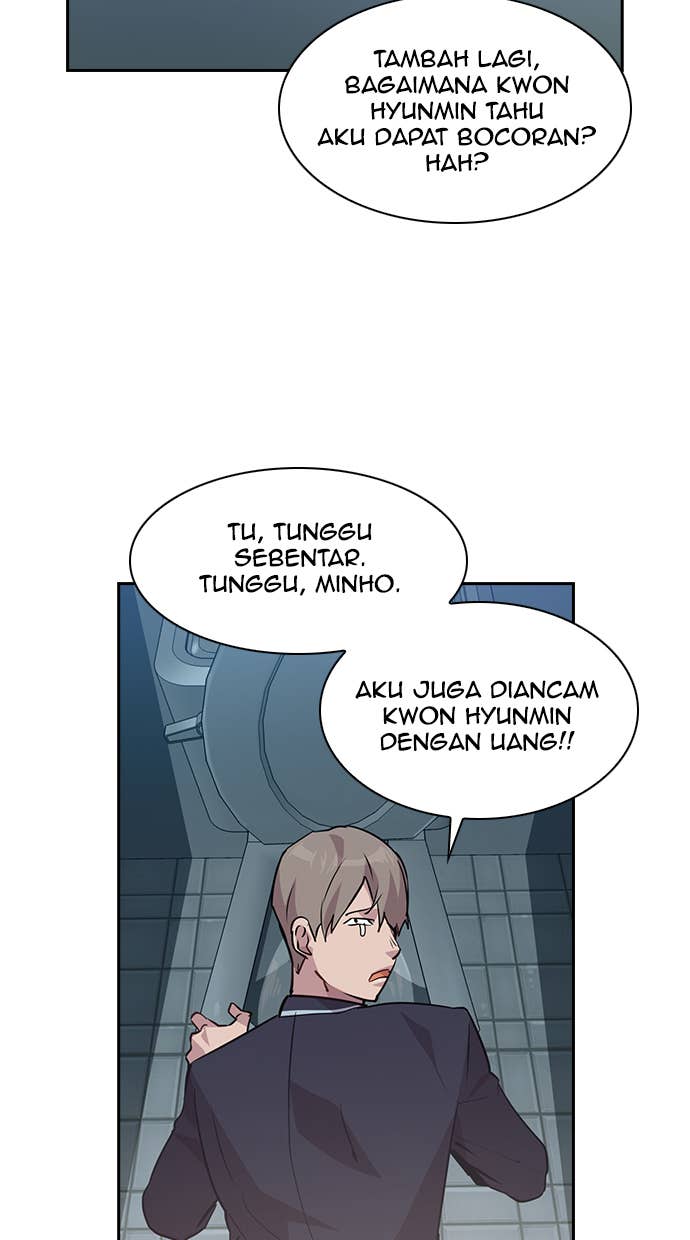 TAMBAH LAGI,
BAGAIMANA KWON
HYUNMIN TAHU
AKU DAPAT BOCORAN?
HAH?
TU, TUNGGU
SEBENTAR.
TUNGGU, MINHO.
AKU JUGA DIANCAM
KWON HYUNMIN
DENGAN UANG!!